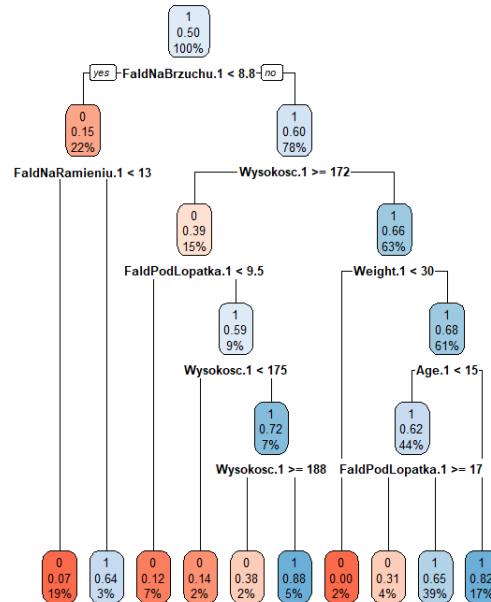 1
0.50
100%
yes FaldNaBrzuchu.1 < 8.8 no
0
0.15
22%
1
0.60
78%
FaldNaRamieniu.1 < 13
Wysokosc.1 >= 172
0
0.39
15%
1
0.66
63%
FaldPodLopatka.1 < 9.5
Weight.1 < 30
1
0.59
9%
1
0.68
61%
Wysokosc.1 < 175
Age.1 < 15
1
0.72
7%
1
0.62
44%
Wysokosc.1 >= 188
FaldPodLopatka.1 >= 17
0 1 0 0 0 1 0 0 1 1
0.07 0.64 0.12 0.14 0.38 0.88 0.00 0.31 0.65 0.82
19% 3% 7% 2% 2% 5% 2% 4% 39% 17%